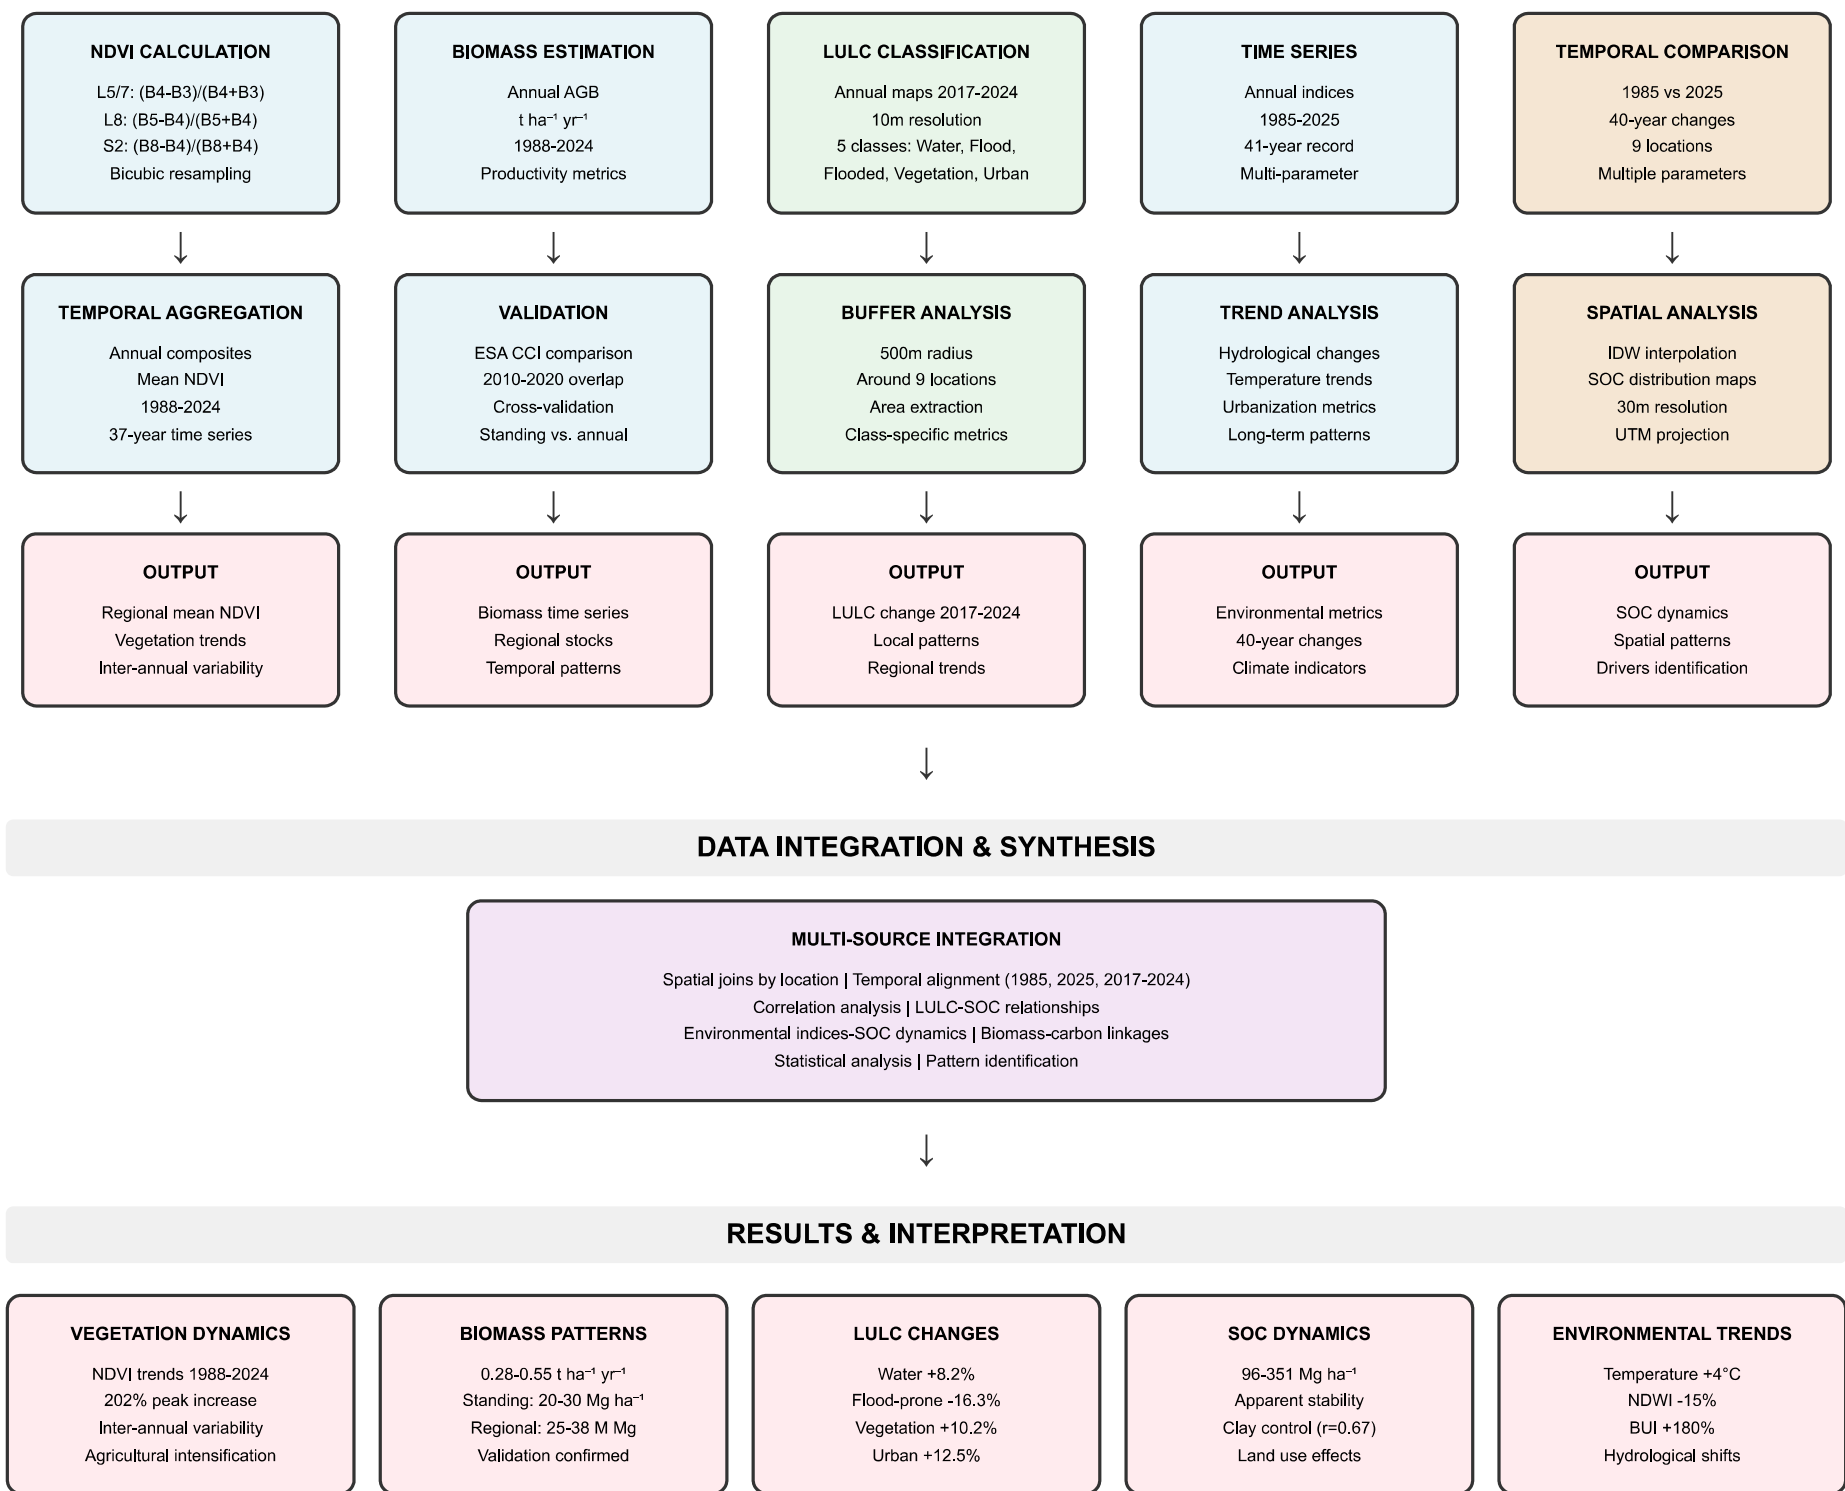 NDVI CALCULATION
L5/7: (B4-B3)/(B4+B3)
L8: (B5-B4)/(B5+B4)
S2: (B8-B4)/(B8+B4)
Bicubic resampling
BIOMASS ESTIMATION
Annual AGB
t ha⁻¹ yr⁻¹
1988-2024
Productivity metrics
LULC CLASSIFICATION
Annual maps 2017-2024
10m resolution
5 classes: Water, Flood,
Flooded, Vegetation, Urban
TIME SERIES
Annual indices
1985-2025
41-year record
Multi-parameter
TEMPORAL COMPARISON
1985 vs 2025
40-year changes
9 locations
Multiple parameters
↓ ↓ ↓ ↓ ↓
TEMPORAL AGGREGATION
Annual composites
Mean NDVI
1988-2024
37-year time series
VALIDATION
ESA CCI comparison
2010-2020 overlap
Cross-validation
Standing vs. annual
BUFFER ANALYSIS
500m radius
Around 9 locations
Area extraction
Class-specific metrics
TREND ANALYSIS
Hydrological changes
Temperature trends
Urbanization metrics
Long-term patterns
SPATIAL ANALYSIS
IDW interpolation
SOC distribution maps
30m resolution
UTM projection
↓ ↓ ↓ ↓ ↓
OUTPUT
Regional mean NDVI
Vegetation trends
Inter-annual variability
OUTPUT
Biomass time series
Regional stocks
Temporal patterns
OUTPUT
LULC change 2017-2024
Local patterns
Regional trends
OUTPUT
Environmental metrics
40-year changes
Climate indicators
OUTPUT
SOC dynamics
Spatial patterns
Drivers identification
↓
DATA INTEGRATION & SYNTHESIS
MULTI-SOURCE INTEGRATION
Spatial joins by location | Temporal alignment (1985, 2025, 2017-2024)
Correlation analysis | LULC-SOC relationships
Environmental indices-SOC dynamics | Biomass-carbon linkages
Statistical analysis | Pattern identification
↓
RESULTS & INTERPRETATION
VEGETATION DYNAMICS
NDVI trends 1988-2024
202% peak increase
Inter-annual variability
Agricultural intensification
BIOMASS PATTERNS
0.28-0.55 t ha⁻¹ yr⁻¹
Standing: 20-30 Mg ha⁻¹
Regional: 25-38 M Mg
Validation confirmed
LULC CHANGES
Water +8.2%
Flood-prone -16.3%
Vegetation +10.2%
Urban +12.5%
SOC DYNAMICS
96-351 Mg ha⁻¹
Apparent stability
Clay control (r=0.67)
Land use effects
ENVIRONMENTAL TRENDS
Temperature +4°C
NDWI -15%
BUI +180%
Hydrological shifts